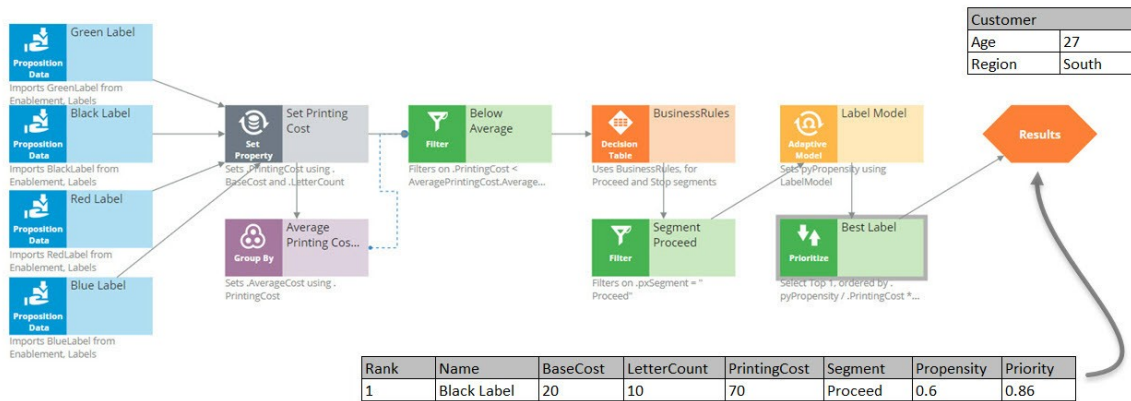 Customer
Age 27
Region South
Green Label
Proposition
Data
Imports GreenLabel from
Enablement, Labels
Black Label
Proposition
Data
Imports BlackLabel from
Enablement, Labels
Red Label
Proposition
Data
Imports RedLabel from
Enablement, Labels
Blue Label
Proposition
Data
Imports BlueLabel from
Enablement, Labels
Set Printing
Cost
Set
Property
Sets .PrintingCost using .
BaseCost and .LetterCount
Average
Printing Cos...
Group By
Sets .AverageCost using .
PrintingCost
Below
Average
Filter
Filters on .PrintingCost <
AveragePrintingCost.Average...
BusinessRules
Decision
Table
Uses BusinessRules, for
Proceed and Stop segments
Segment
Proceed
Filter
Filters on .pxSegment = "
Proceed"
Label Model
Adaptive
Model
Sets pyPropensity using
LabelModel
Best Label
Prioritize
Select Top 1, ordered by .
pyPropensity / .PrintingCost *...
Results
Rank Name BaseCost LetterCount PrintingCost Segment Propensity Priority
1 Black Label 20 10 70 Proceed 0.6 0.86